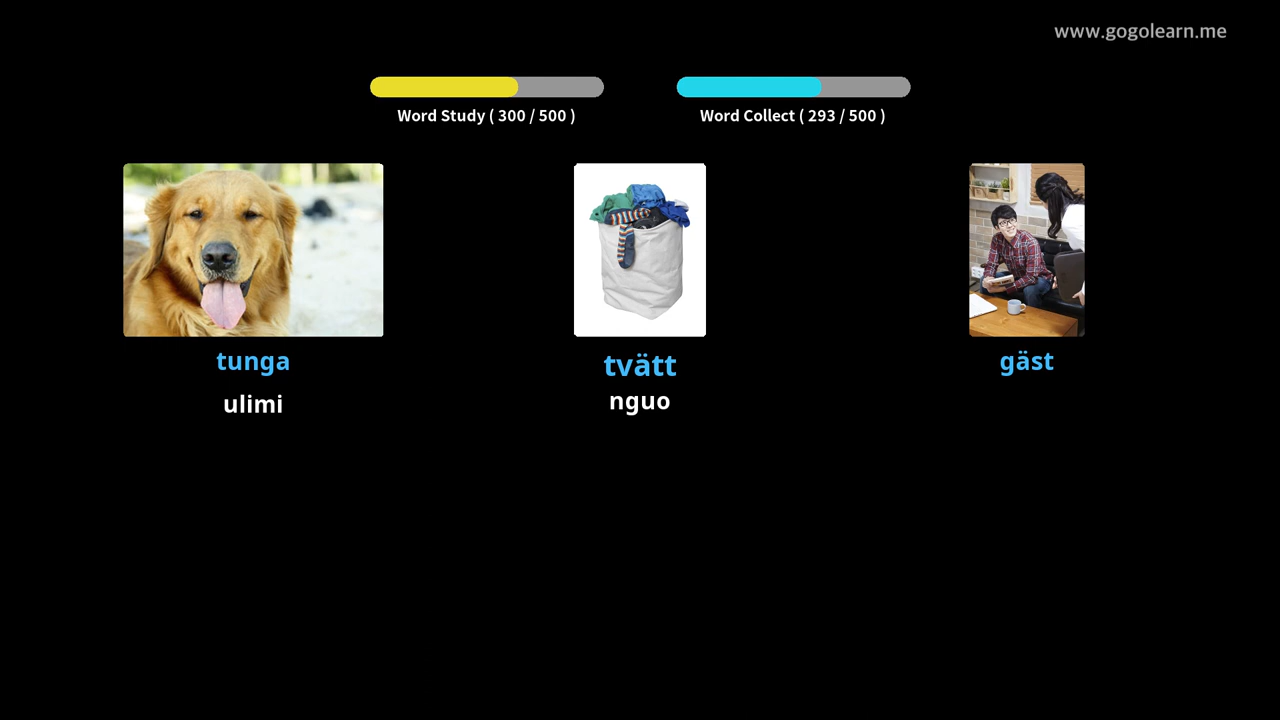 www.gogolearn.me
Word Study ( 300 / 500 )
Word Collect ( 293 / 500 )
tunga
ulimi
tvätt
nguo
gäst